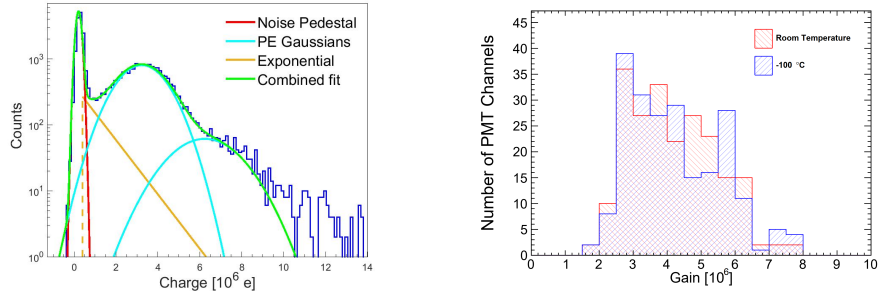 Noise Pedestal
PE Gaussians
Exponential
Combined fit
10^3
10^2
10^1
10^0
Counts
0 2 4 6 8 10 12 14
Charge [10^6 e]
Room Temperature
-100 °C
45
40
35
30
25
20
15
10
5
0
Number of PMT Channels
0 1 2 3 4 5 6 7 8 9 10
Gain [10^6]